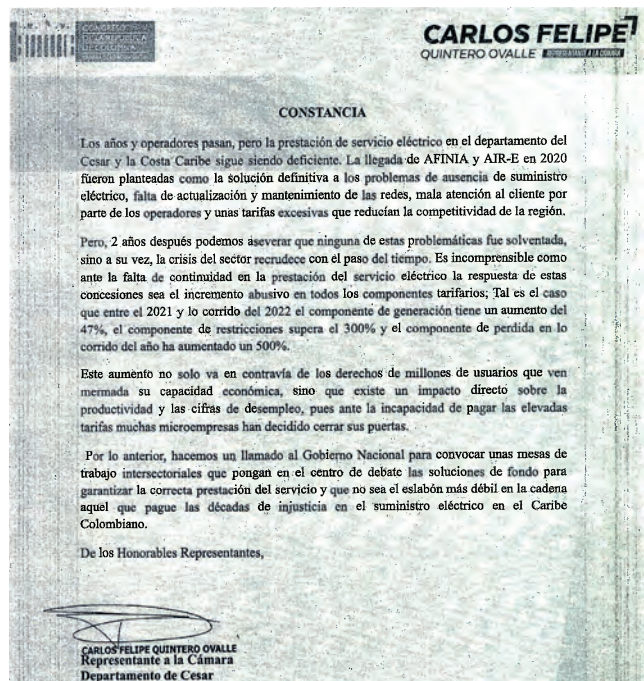 CONGRESO
DE LA REPÚBLICA
DE COLOMBIA
CARLOS FELIPE
QUINTERO OVALLE REPRESENTANTE A LA CÁMARA
CONSTANCIA
Los años y operadores pasan, pero la prestación de servicio eléctrico en el departamento del
Cesar y la Costa Caribe sigue siendo deficiente. La llegada de AFINIA y AIR-E en 2020
fueron planteadas como la solución definitiva a los problemas de ausencia de suministro
eléctrico, falta de actualización y mantenimiento de las redes, mala atención al cliente por
parte de los operadores y unas tarifas excesivas que reducían la competitividad de la región.
Pero, 2 años después podemos aseverar que ninguna de estas problemáticas fue solventada,
sino a su vez, la crisis del sector recrudece con el paso del tiempo. Es incomprensible como
ante la falta de continuidad en la prestación del servicio eléctrico la respuesta de estas
concesiones sea el incremento abusivo en todos los componentes tarifarios; Tal es el caso
que entre el 2021 y lo corrido del 2022 el componente de generación tiene un aumento del
47%, el componente de restricciones supera el 300% y el componente de perdida en lo
corrido del año ha aumentado un 500%.
Este aumento no solo va en contravía de los derechos de millones de usuarios que ven
mermada su capacidad económica, sino que existe un impacto directo sobre la
productividad y las cifras de desempleo, pues ante la incapacidad de pagar las elevadas
tarifas muchas microempresas han decidido cerrar sus puertas.
Por lo anterior, hacemos un llamado al Gobierno Nacional para convocar unas mesas de
trabajo intersectoriales que pongan en el centro de debate las soluciones de fondo para
garantizar la correcta prestación del servicio y que no sea el eslabón más débil en la cadena
aquel que pague las décadas de injusticia en el suministro eléctrico en el Caribe
Colombiano.
De los Honorables Representantes,
CARLOS FELIPE QUINTERO OVALLE
Representante a la Cámara
Departamento de Cesar